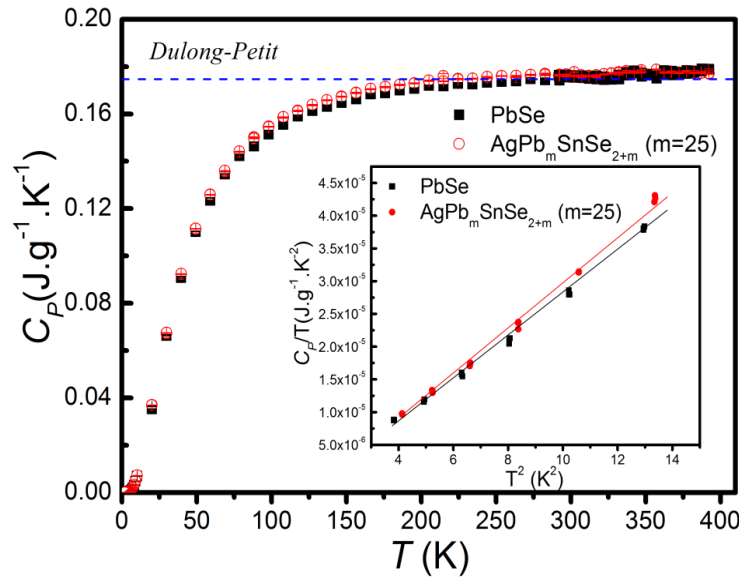 0.20
Dulong-Petit
0.16
PbSe
AgPbₘSnSe₂₊ₘ (m=25)
0.12
0.08
0.04
0.00
C_P(J.g⁻¹.K⁻¹)
4.5x10⁻⁵
PbSe
AgPbₘSnSe₂₊ₘ (m=25)
4.0x10⁻⁵
3.5x10⁻⁵
3.0x10⁻⁵
2.5x10⁻⁵
2.0x10⁻⁵
1.5x10⁻⁵
1.0x10⁻⁵
5.0x10⁻⁶
C_P/T(J.g⁻¹.K⁻²)
4 6 8 10 12 14
T² (K²)
0 50 100 150 200 250 300 350 400
T (K)